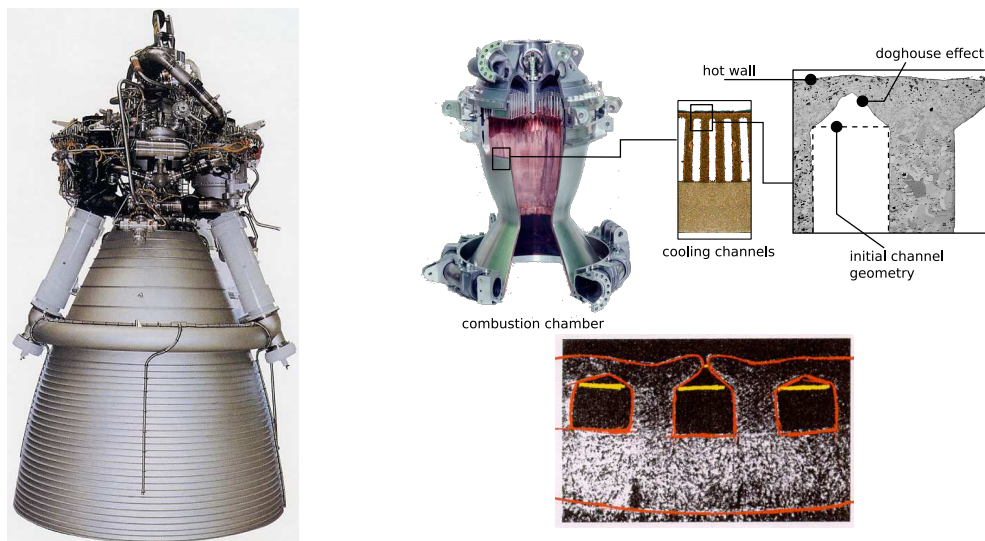 doghouse effect
hot wall
cooling channels
initial channel
geometry
combustion chamber